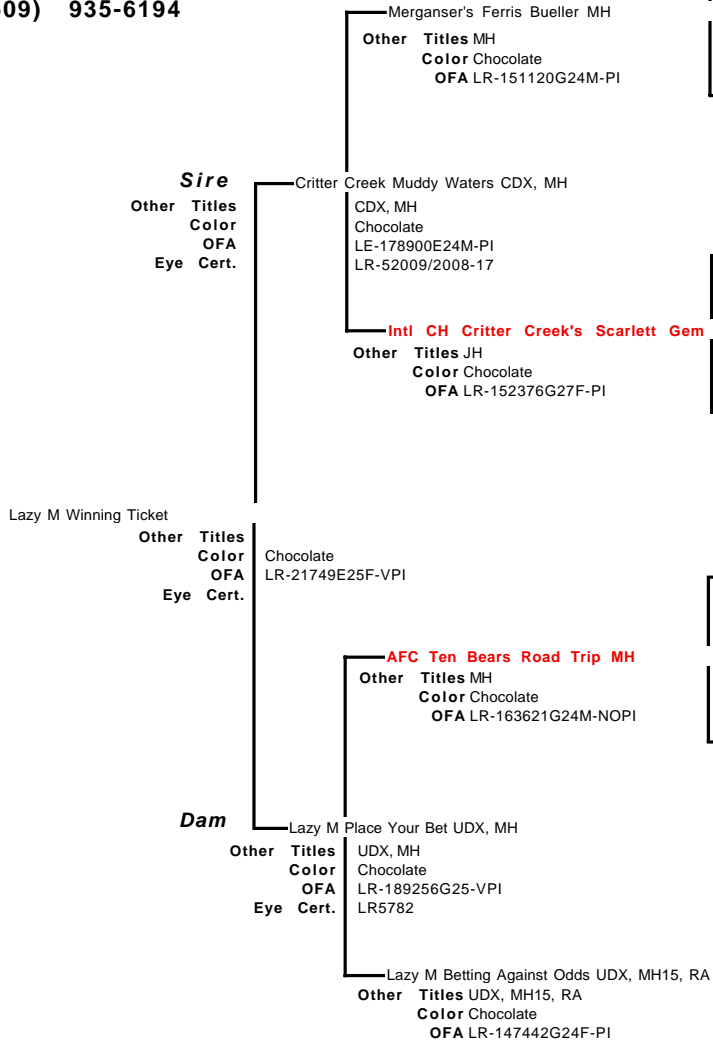 09) 935-6194
Merganser's Ferris Bueller MH
Other Titles MH
Color Chocolate
OFA LR-151120G24M-PI
Sire
Critter Creek Muddy Waters CDX, MH
Other Titles CDX, MH
Color Chocolate
OFA LE-178900E24M-PI
Eye Cert. LR-52009/2008-17
Intl CH Critter Creek's Scarlett Gem
Other Titles JH
Color Chocolate
OFA LR-152376G27F-PI
Lazy M Winning Ticket
Other Titles
Color Chocolate
OFA LR-21749E25F-VPI
Eye Cert.
AFC Ten Bears Road Trip MH
Other Titles MH
Color Chocolate
OFA LR-163621G24M-NOPI
Dam
Lazy M Place Your Bet UDX, MH
Other Titles UDX, MH
Color Chocolate
OFA LR-189256G25-VPI
Eye Cert. LR5782
Lazy M Betting Against Odds UDX, MH15, RA
Other Titles UDX, MH15, RA
Color Chocolate
OFA LR-147442G24F-PI